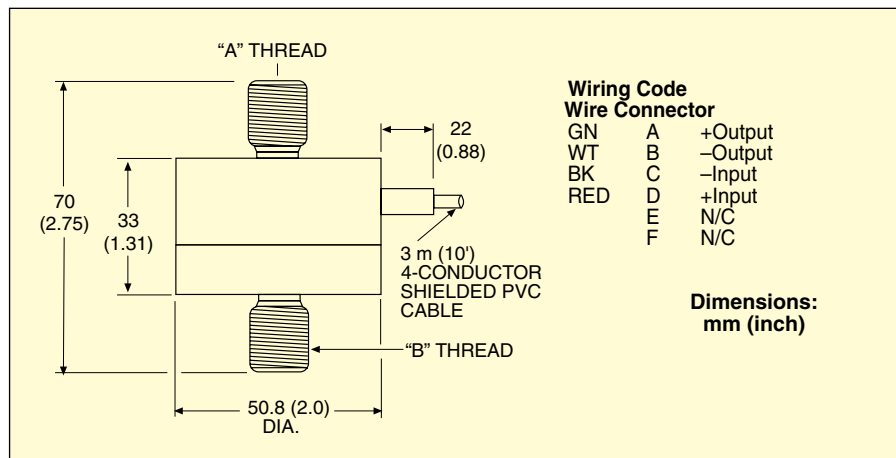 “A” THREAD
22
(0.88)
70
(2.75)
33
(1.31)
3 m (10')
4-CONDUCTOR
SHIELDED PVC
CABLE
“B” THREAD
50.8 (2.0)
DIA.
Wiring Code
Wire Connector
GN A +Output
WT B –Output
BK C –Input
RED D +Input
E N/C
F N/C
Dimensions:
mm (inch)